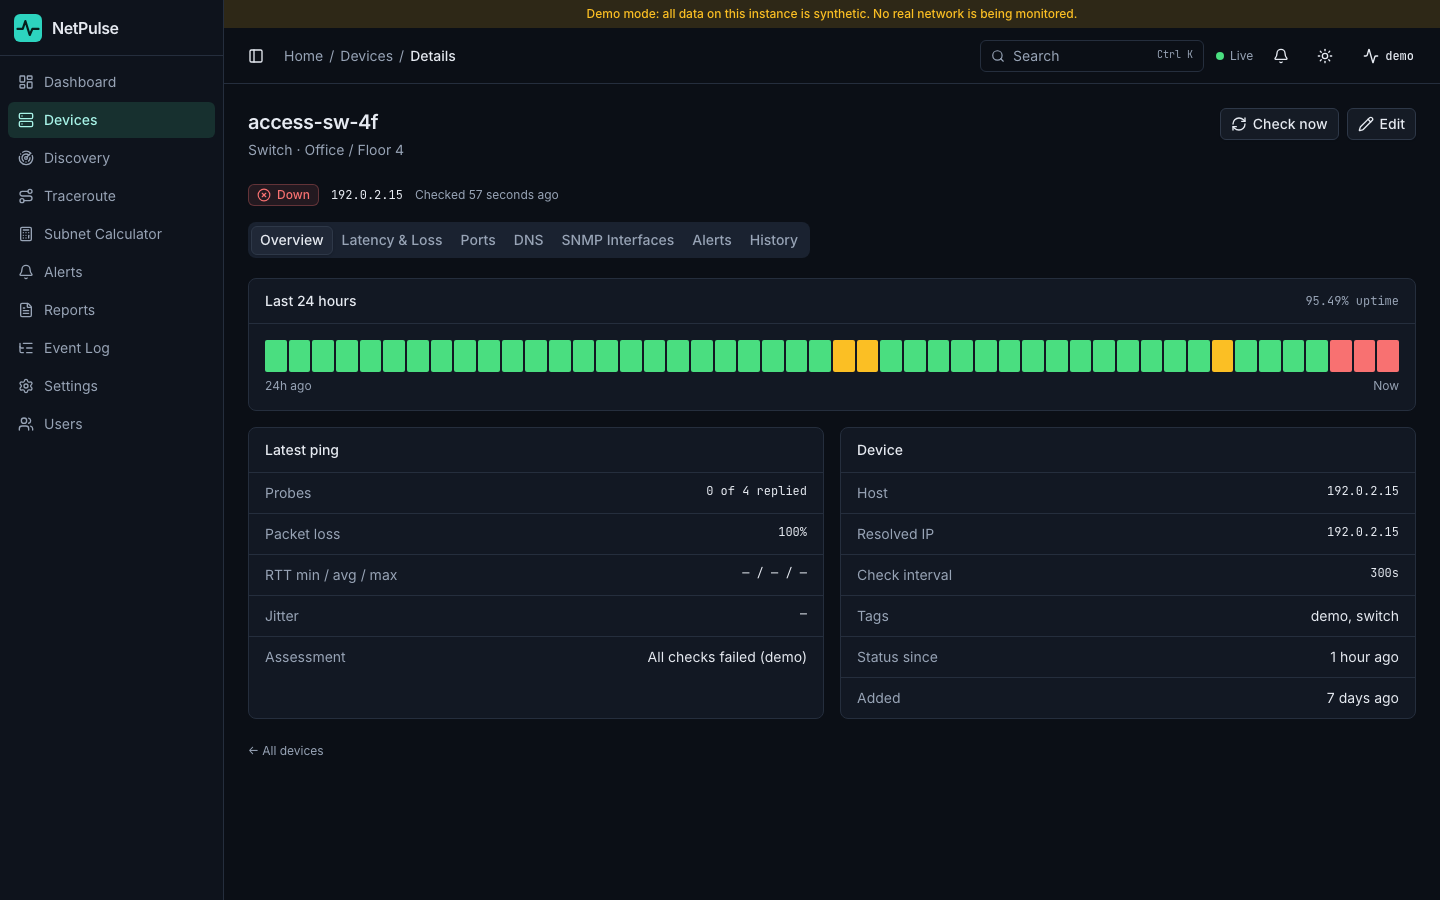 Demo mode: all data on this instance is synthetic. No real network is being monitored.
NetPulse
Home / Devices / Details
Search Ctrl K
Live
demo
Dashboard
Devices
Discovery
Traceroute
Subnet Calculator
Alerts
Reports
Event Log
Settings
Users
access-sw-4f
Switch · Office / Floor 4
Check now
Edit
Down 192.0.2.15 Checked 57 seconds ago
Overview Latency & Loss Ports DNS SNMP Interfaces Alerts History
Last 24 hours 95.49% uptime
24h ago Now
Latest ping
Probes 0 of 4 replied
Packet loss 100%
RTT min / avg / max — / — / —
Jitter —
Assessment All checks failed (demo)
Device
Host 192.0.2.15
Resolved IP 192.0.2.15
Check interval 300s
Tags demo, switch
Status since 1 hour ago
Added 7 days ago
← All devices